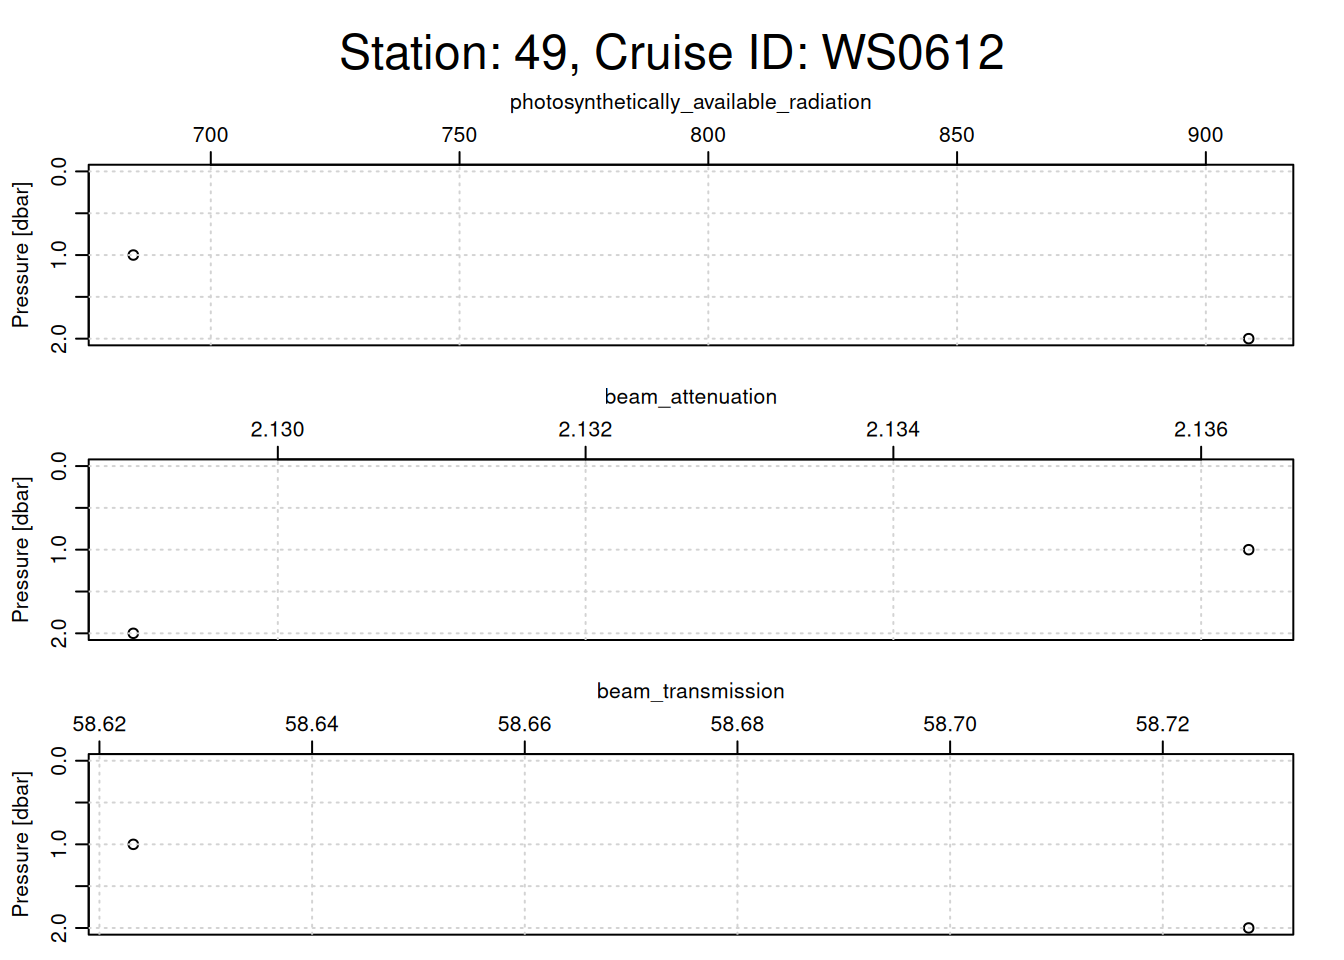 Station: 49, Cruise ID: WS0612
photosynthetically_available_radiation
700 750 800 850 900
Pressure [dbar]
0.0
1.0
2.0
beam_attenuation
2.130 2.132 2.134 2.136
Pressure [dbar]
0.0
1.0
2.0
beam_transmission
58.62 58.64 58.66 58.68 58.70 58.72
Pressure [dbar]
0.0
1.0
2.0